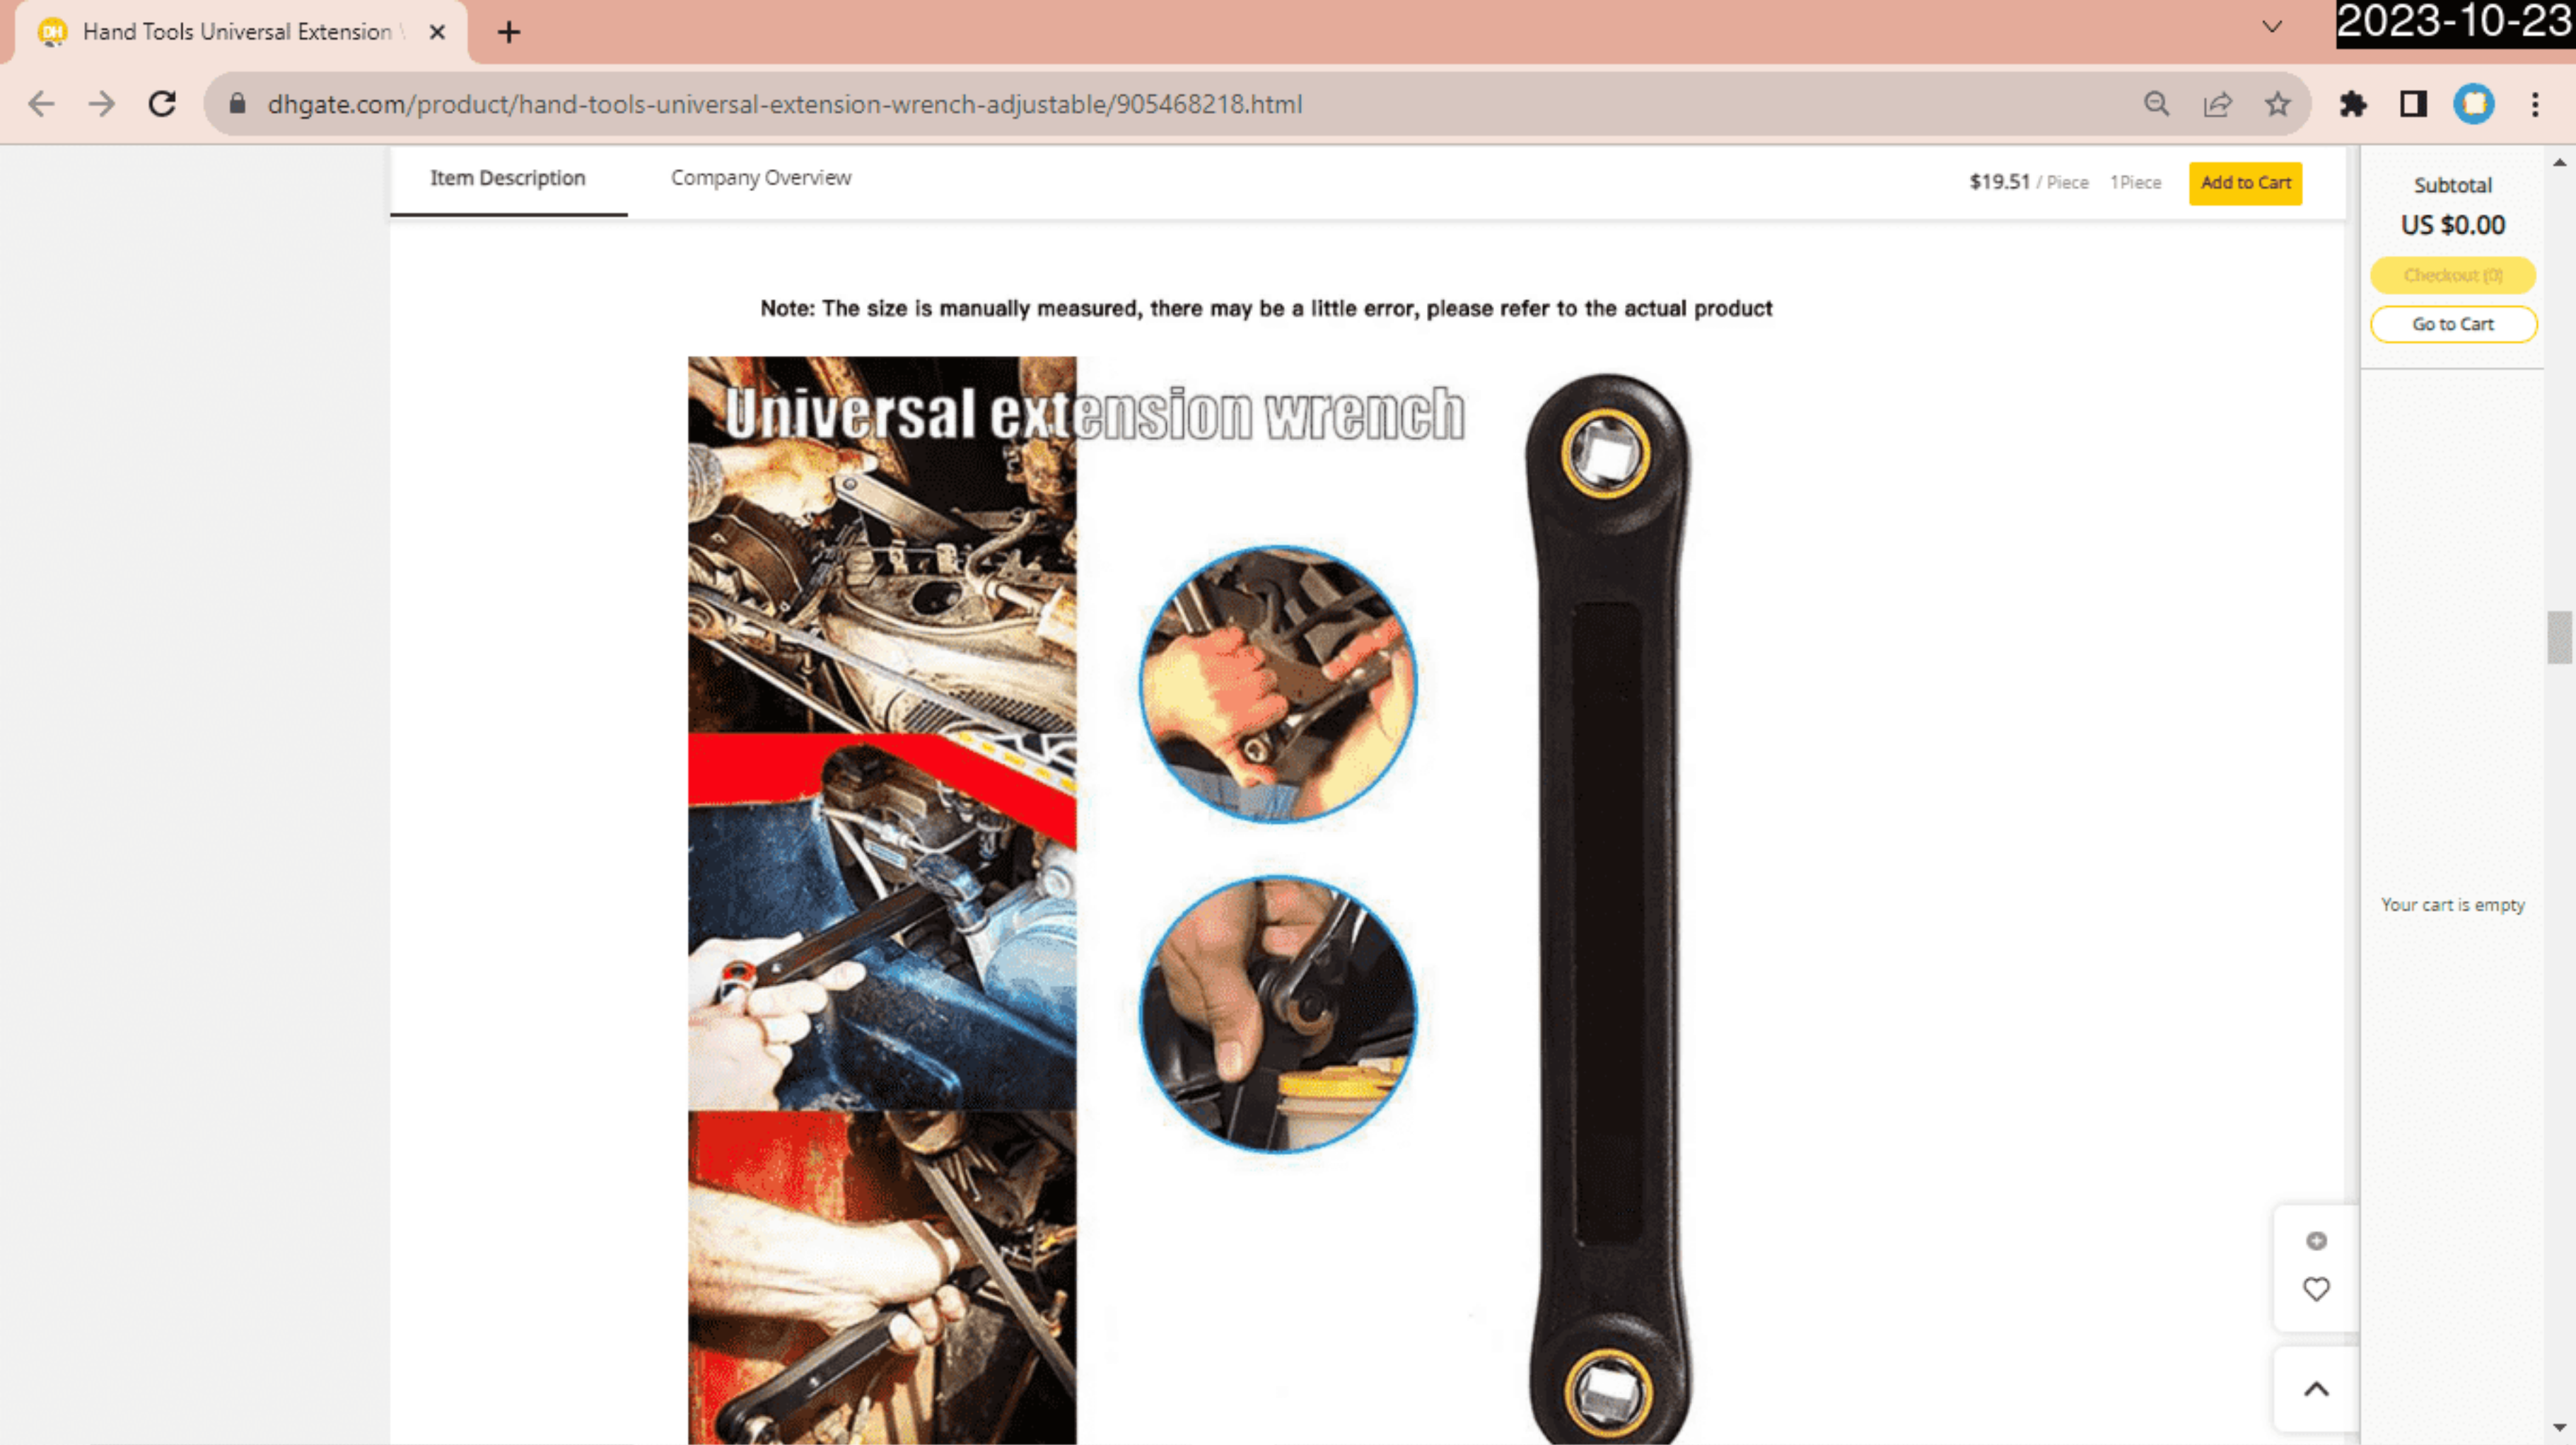 Hand Tools Universal Extension
2023-10-23
dhgate.com/product/hand-tools-universal-extension-wrench-adjustable/905468218.html
Item Description
Company Overview
$19.51 / Piece 1Piece
Add to Cart
Subtotal
US $0.00
Checkout (0)
Go to Cart
Note: The size is manually measured, there may be a little error, please refer to the actual product
Universal extension wrench
Your cart is empty